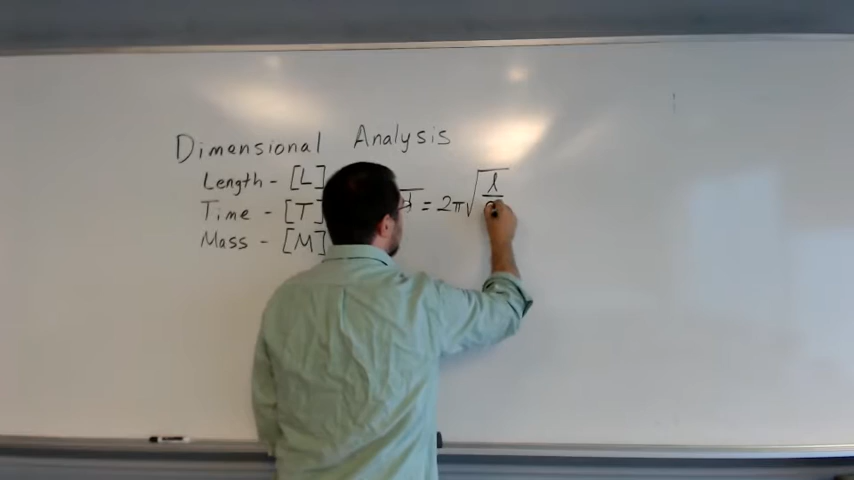 Dimensional Analysis
Length - [L]
Time - [T]
Mass - [M]
= 2π√(l/